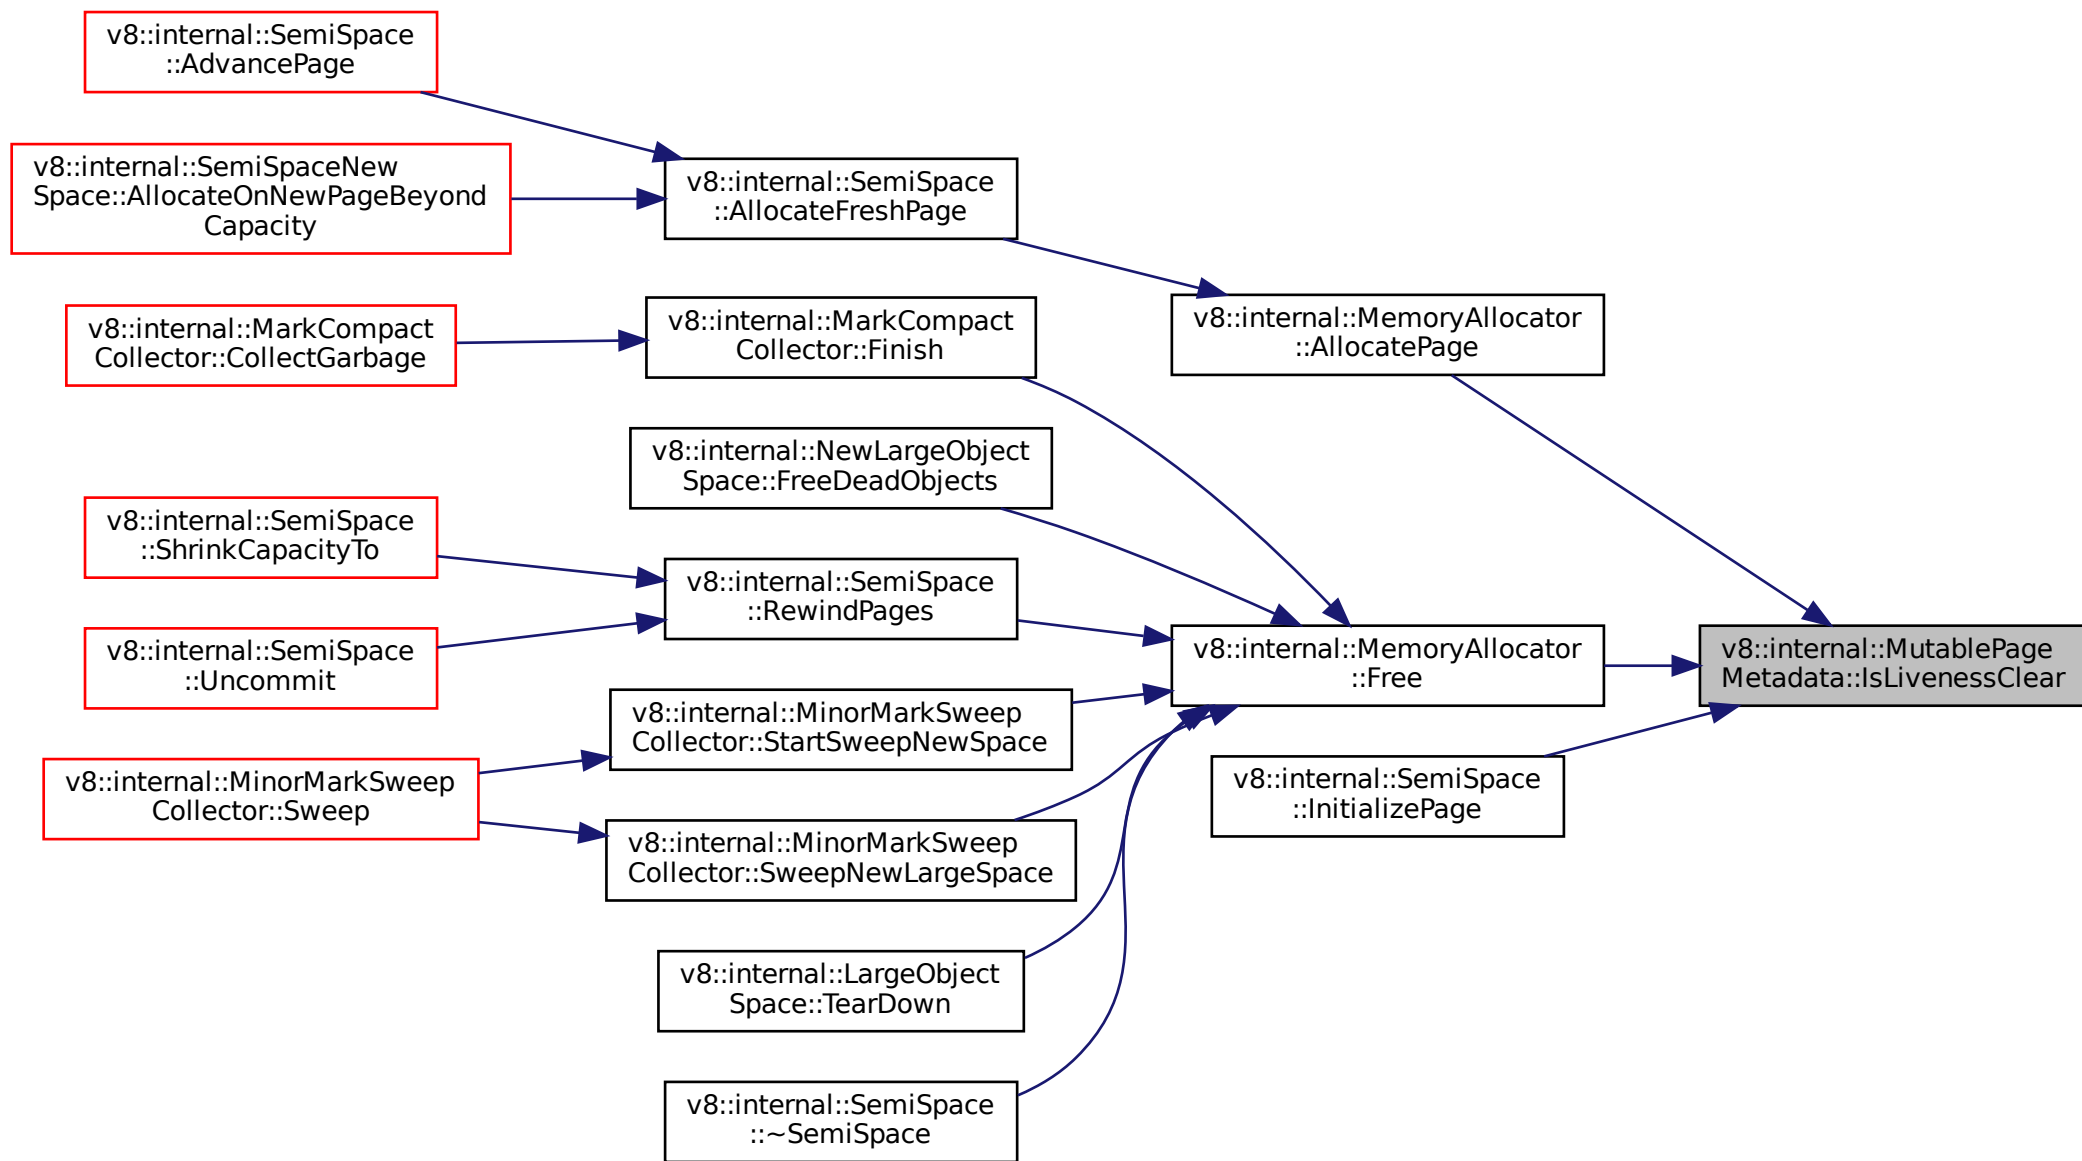 v8::internal::SemiSpace
::AdvancePage
v8::internal::SemiSpaceNew
Space::AllocateOnNewPageBeyond
Capacity
v8::internal::SemiSpace
::AllocateFreshPage
v8::internal::MarkCompact
Collector::CollectGarbage
v8::internal::MarkCompact
Collector::Finish
v8::internal::MemoryAllocator
::AllocatePage
v8::internal::NewLargeObject
Space::FreeDeadObjects
v8::internal::SemiSpace
::ShrinkCapacityTo
v8::internal::SemiSpace
::RewindPages
v8::internal::SemiSpace
::Uncommit
v8::internal::MemoryAllocator
::Free
v8::internal::MutablePage
Metadata::IsLivenessClear
v8::internal::MinorMarkSweep
Collector::StartSweepNewSpace
v8::internal::MinorMarkSweep
Collector::Sweep
v8::internal::SemiSpace
::InitializePage
v8::internal::MinorMarkSweep
Collector::SweepNewLargeSpace
v8::internal::LargeObject
Space::TearDown
v8::internal::SemiSpace
::~SemiSpace